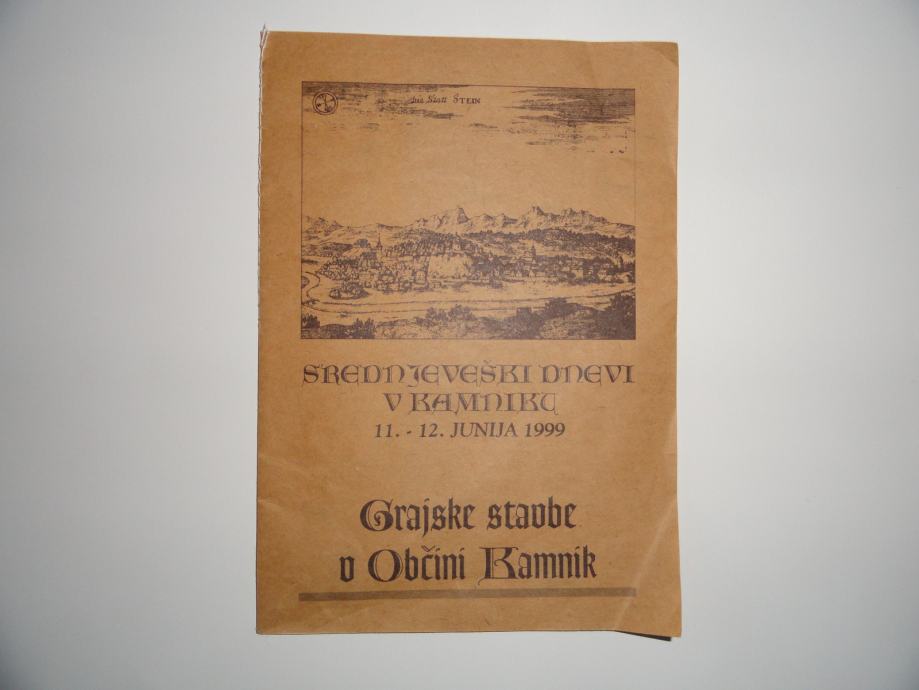 die Statt STEIN
SREDNJEVEŠKI DNEVI
V KAMNIKU
11. - 12. JUNIJA 1999
Grajske stavbe
v Občini Kamnik